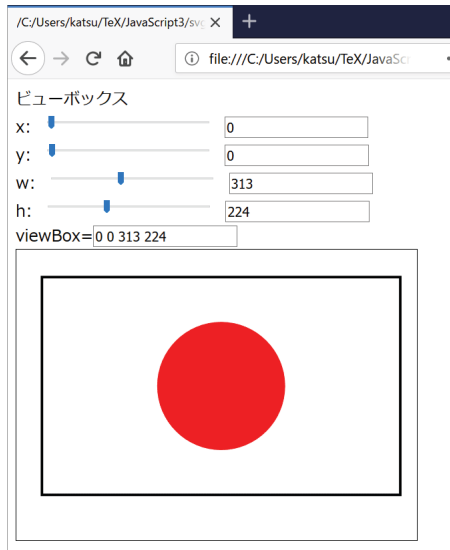 /C:/Users/katsu/TeX/JavaScript3/svg
file:///C:/Users/katsu/TeX/JavaSc
ビューボックス
x: 0
y: 0
w: 313
h: 224
viewBox=0 0 313 224